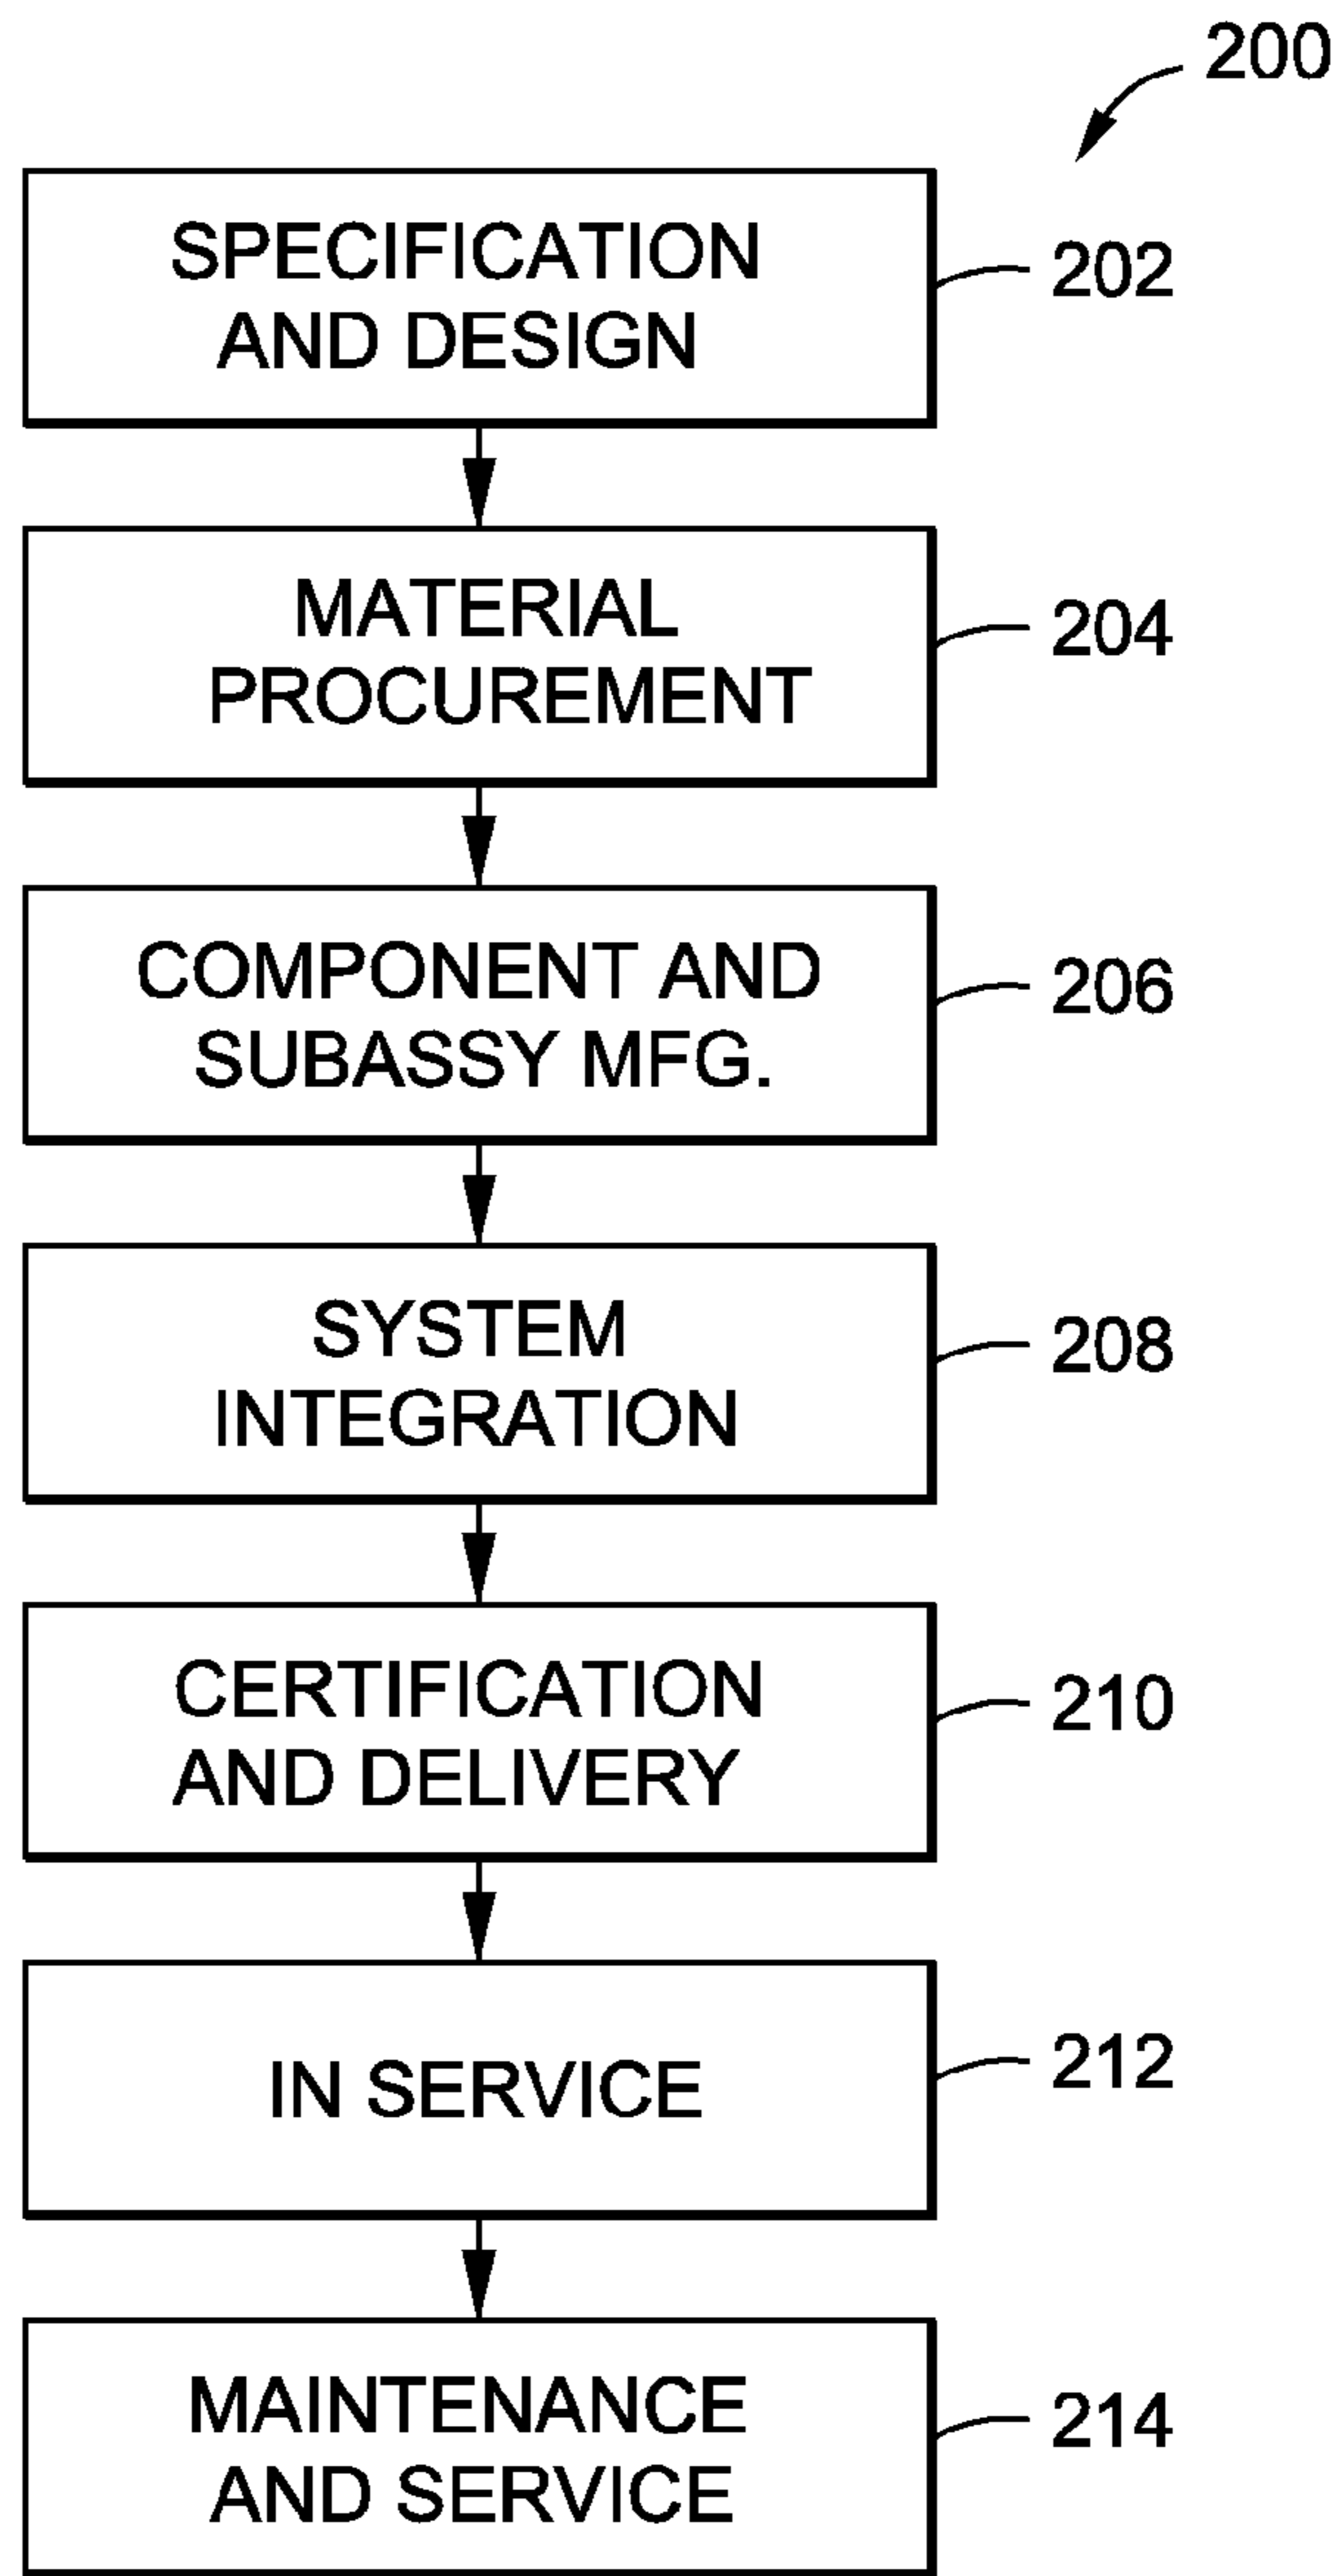 200
SPECIFICATION
AND DESIGN
202
MATERIAL
PROCUREMENT
204
COMPONENT AND
SUBASSY MFG.
206
SYSTEM
INTEGRATION
208
CERTIFICATION
AND DELIVERY
210
IN SERVICE
212
MAINTENANCE
AND SERVICE
214